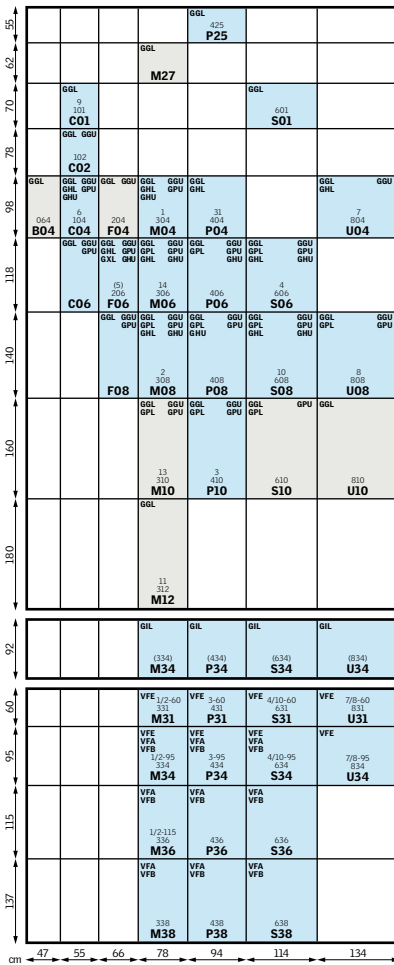 55
GGL
425
P25
62
GGL
M27
70
GGL
9
101
C01
GGL
601
S01
78
GGL GGU
102
C02
98
GGL
064
B04
GGL GGU
GHL GPU
GHU
6
104
C04
GGL GGU
204
F04
GGL GGU
GHL GPU
GHU
1
304
M04
GGL
GHL
31
404
P04
GGL GGU
GHL
7
804
U04
118
GGL GGU
GPU
C06
GGL GGU
GHL GPU
GXL GHU
(5)
206
F06
GGL GGU
GPL GPU
GHL GHU
14
306
M06
GGL GGU
GPL GPU
GHL GHU
406
P06
GGL GGU
GPL GPU
GHL GHU
4
606
S06
140
GGL GGU
GPU
F08
GGL GGU
GPL GPU
GHL GHU
2
308
M08
GGL GGU
GPL GPU
GHU
408
P08
GGL GGU
GPL GPU
GHL GHU
10
608
S08
GGL GGU
GPL GPU
8
808
U08
160
GGL GGU
GPL GPU
13
310
M10
GGL GGU
GPL GPU
3
410
P10
GGL GPU
GPL
610
S10
GGL
810
U10
180
GGL
11
312
M12
92
GIL
(334)
M34
GIL
(434)
P34
GIL
(634)
S34
GIL
(834)
U34
60
VFE 1/2-60
331
M31
VFE 3-60
431
P31
VFE 4/10-60
631
S31
VFE 7/8-60
831
U31
95
VFE
VFA
VFB
1/2-95
334
M34
VFE
VFA
VFB
3-95
434
P34
VFE
VFA
VFB
4/10-95
634
S34
VFE
7/8-95
834
U34
115
VFA
VFB
1/2-115
336
M36
VFA
VFB
436
P36
VFA
VFB
636
S36
137
VFA
VFB
338
M38
VFA
VFB
438
P38
VFA
VFB
638
S38
cm 47 55 66 78 94 114 134